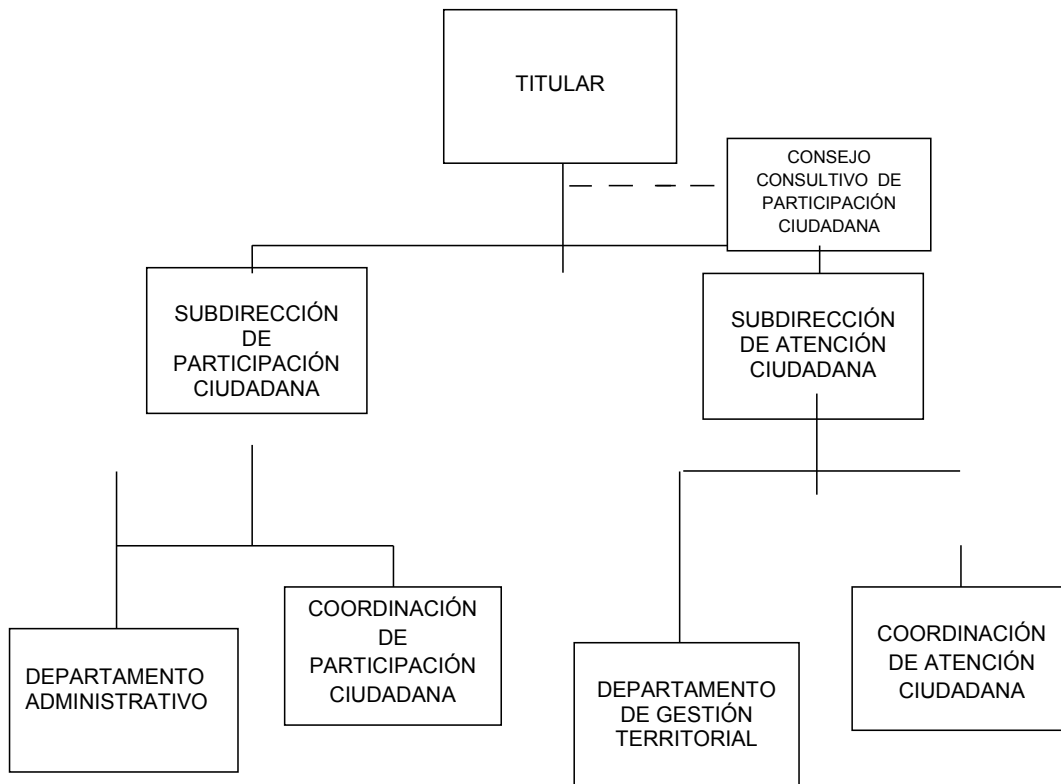 TITULAR
CONSEJO
CONSULTIVO DE
PARTICIPACIÓN
CIUDADANA
SUBDIRECCIÓN
DE
PARTICIPACIÓN
CIUDADANA
SUBDIRECCIÓN
DE ATENCIÓN
CIUDADANA
DEPARTAMENTO
ADMINISTRATIVO
COORDINACIÓN
DE
PARTICIPACIÓN
CIUDADANA
DEPARTAMENTO
DE GESTIÓN
TERRITORIAL
COORDINACIÓN
DE ATENCIÓN
CIUDADANA